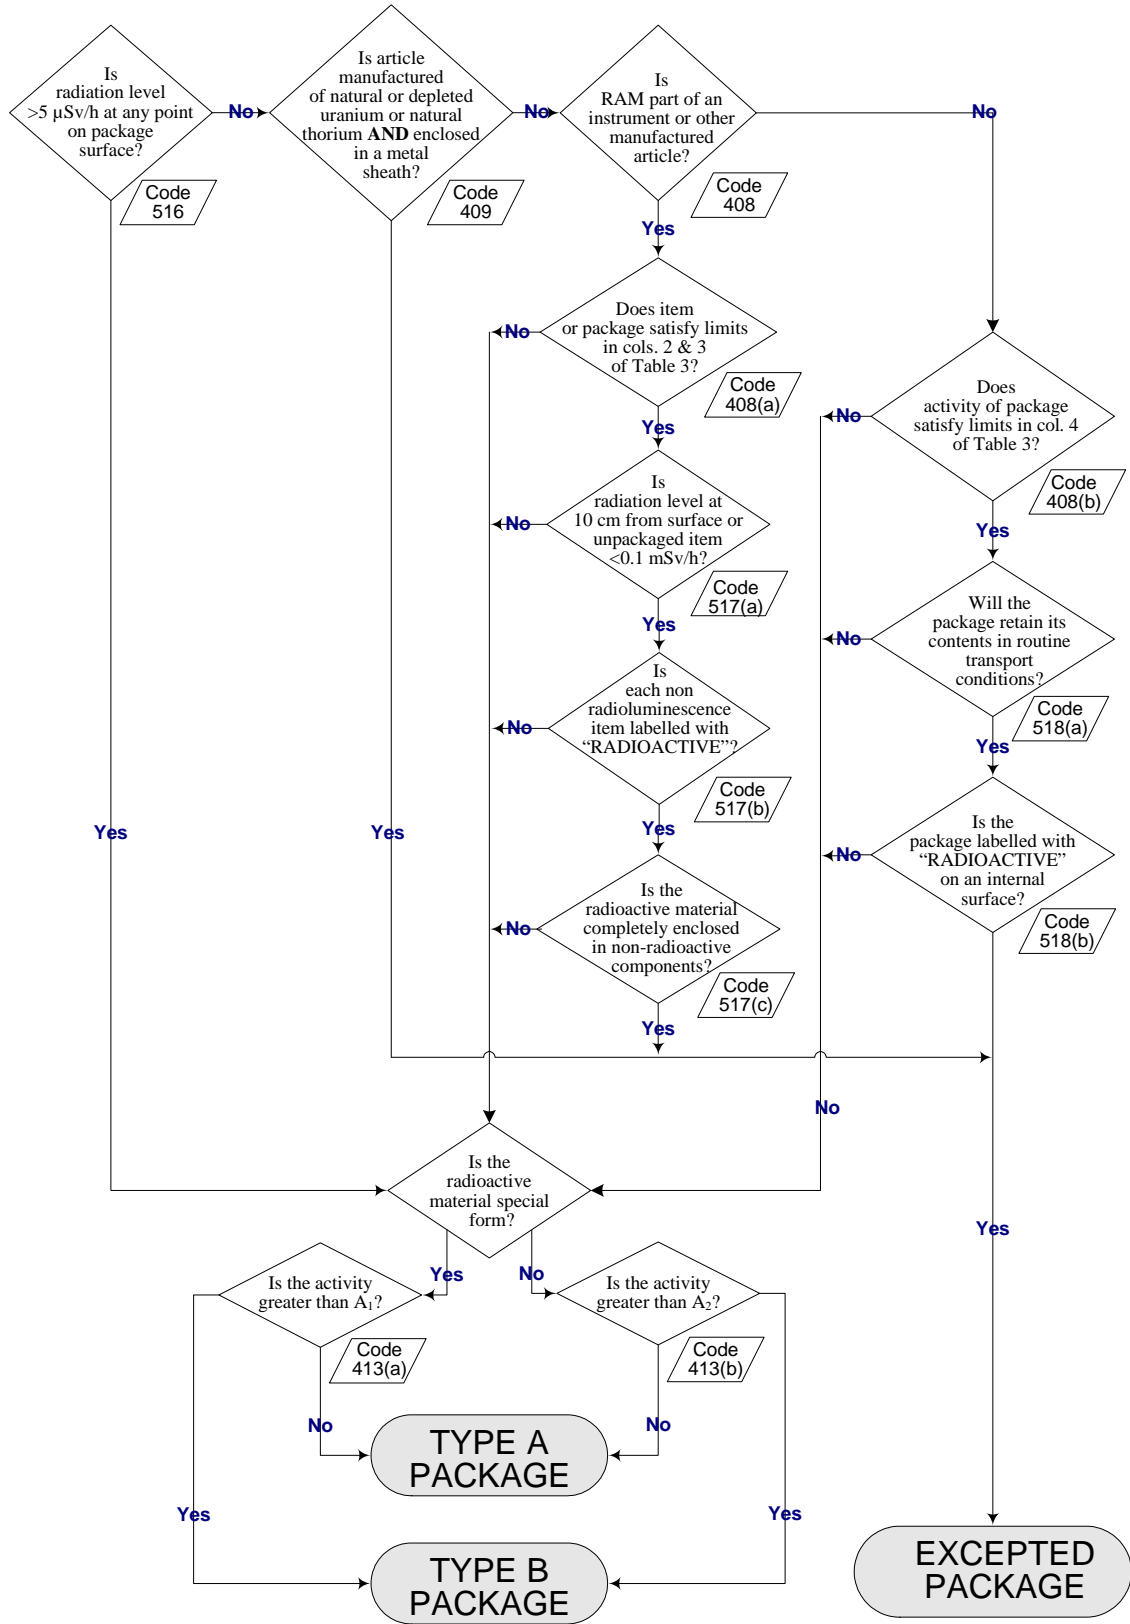 Is
radiation level
>5 µSv/h at any point
on package
surface?
Code
516
No
Is article
manufactured
of natural or depleted
uranium or natural
thorium AND enclosed
in a metal
sheath?
Code
409
No
Is
RAM part of an
instrument or other
manufactured
article?
Code
408
No
Yes
Does item
or package satisfy limits
in cols. 2 & 3
of Table 3?
Code
408(a)
No
Yes
Does
activity of package
satisfy limits in col. 4
of Table 3?
Code
408(b)
No
Yes
Is
radiation level at
10 cm from surface or
unpackaged item
<0.1 mSv/h?
Code
517(a)
No
Yes
Will the
package retain its
contents in routine
transport
conditions?
Code
518(a)
No
Yes
Is
each non
radioluminescence
item labelled with
“RADIOACTIVE”?
Code
517(b)
No
Yes
Is the
package labelled with
“RADIOACTIVE”
on an internal
surface?
Code
518(b)
No
Yes
Yes
Is the
radioactive material
completely enclosed
in non-radioactive
components?
Code
517(c)
No
Yes
No
Is the
radioactive
material special
form?
Yes
No
Yes
Is the activity
greater than A₁?
Code
413(a)
Is the activity
greater than A₂?
Code
413(b)
No
No
TYPE A
PACKAGE
Yes
Yes
TYPE B
PACKAGE
EXCEPTED
PACKAGE